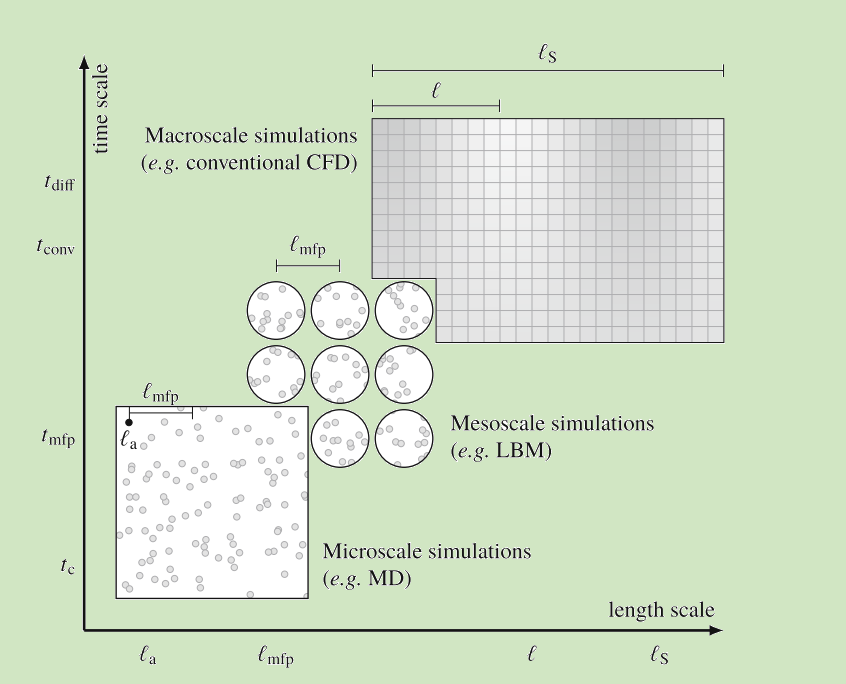 ℓS
ℓ
time scale
Macroscale simulations
(e.g. conventional CFD)
tdiff
tconv
ℓmfp
ℓmfp
ℓa
tmfp
Mesoscale simulations
(e.g. LBM)
Microscale simulations
(e.g. MD)
tc
length scale
ℓa ℓmfp ℓ ℓS